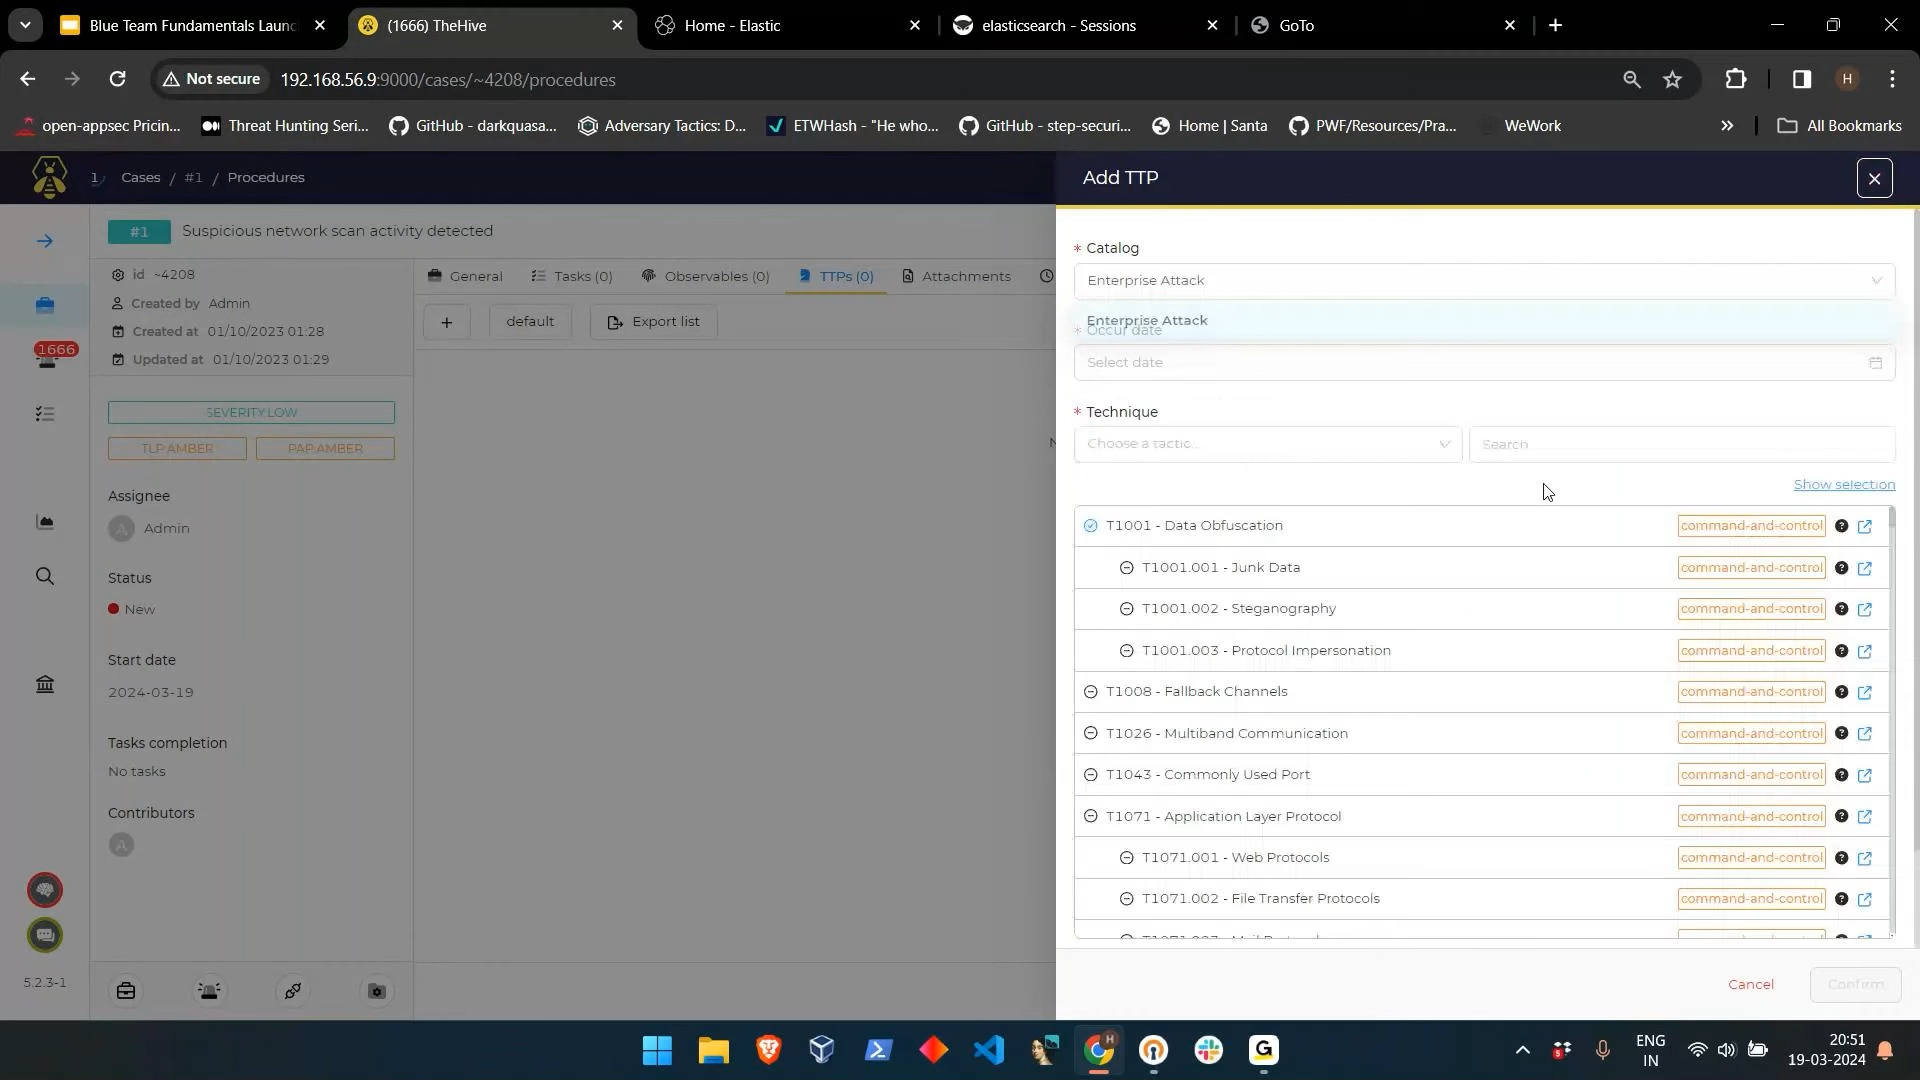 Blue Team Fundamentals Launc
(1666) TheHive
Home - Elastic
elasticsearch - Sessions
GoTo
Not secure
192.168.56.9:9000/cases/~4208/procedures
H
open-appsec Pricin...
Threat Hunting Seri...
GitHub - darkquasa...
Adversary Tactics: D...
ETWHash - "He who...
GitHub - step-securi...
Home | Santa
PWF/Resources/Pra...
WeWork
All Bookmarks
Cases / #1 / Procedures
Add TTP
#1
Suspicious network scan activity detected
id ~4208
Created by Admin
Created at 01/10/2023 01:28
Updated at 01/10/2023 01:29
General
Tasks (0)
Observables (0)
TTPs (0)
Attachments
+
default
Export list
1666
SEVERITY:LOW
TLP:AMBER
PAP:AMBER
Assignee
A
Admin
Status
New
Start date
2024-03-19
Tasks completion
No tasks
Contributors
A
5.2.3-1
* Catalog
Enterprise Attack
Enterprise Attack
* Occur date
Select date
* Technique
Choose a tactic...
Search
Show selection
T1001 - Data Obfuscation command-and-control
T1001.001 - Junk Data command-and-control
T1001.002 - Steganography command-and-control
T1001.003 - Protocol Impersonation command-and-control
T1008 - Fallback Channels command-and-control
T1026 - Multiband Communication command-and-control
T1043 - Commonly Used Port command-and-control
T1071 - Application Layer Protocol command-and-control
T1071.001 - Web Protocols command-and-control
T1071.002 - File Transfer Protocols command-and-control
Cancel
Confirm
ENG
IN
20:51
19-03-2024